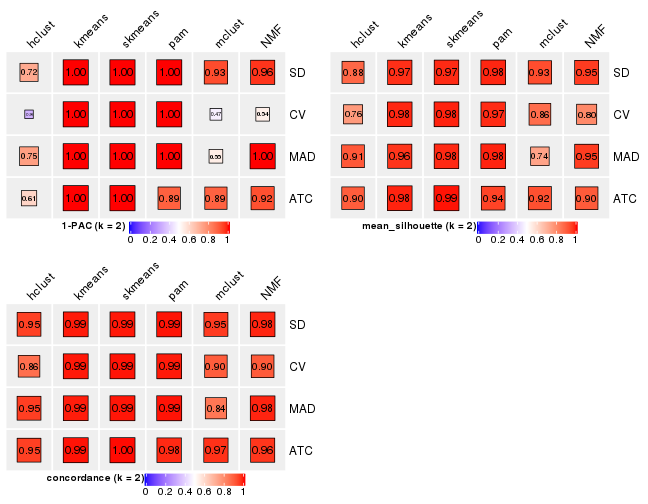 hclust kmeans skmeans pam mclust NMF
0.72 1.00 1.00 1.00 0.93 0.96 SD
1.00 1.00 1.00 0.47 0.54 CV
0.75 1.00 1.00 1.00 0.55 1.00 MAD
0.61 1.00 1.00 0.89 0.89 0.92 ATC
1-PAC (k = 2)
0 0.2 0.4 0.6 0.8 1
hclust kmeans skmeans pam mclust NMF
0.88 0.97 0.97 0.98 0.93 0.95 SD
0.76 0.98 0.98 0.97 0.86 0.80 CV
0.91 0.96 0.98 0.98 0.74 0.95 MAD
0.90 0.98 0.99 0.94 0.92 0.90 ATC
mean_silhouette (k = 2)
0 0.2 0.4 0.6 0.8 1
hclust kmeans skmeans pam mclust NMF
0.95 0.99 0.99 0.99 0.95 0.98 SD
0.86 0.99 0.99 0.99 0.90 0.90 CV
0.95 0.99 0.99 0.99 0.84 0.98 MAD
0.95 0.99 1.00 0.98 0.97 0.96 ATC
concordance (k = 2)
0 0.2 0.4 0.6 0.8 1